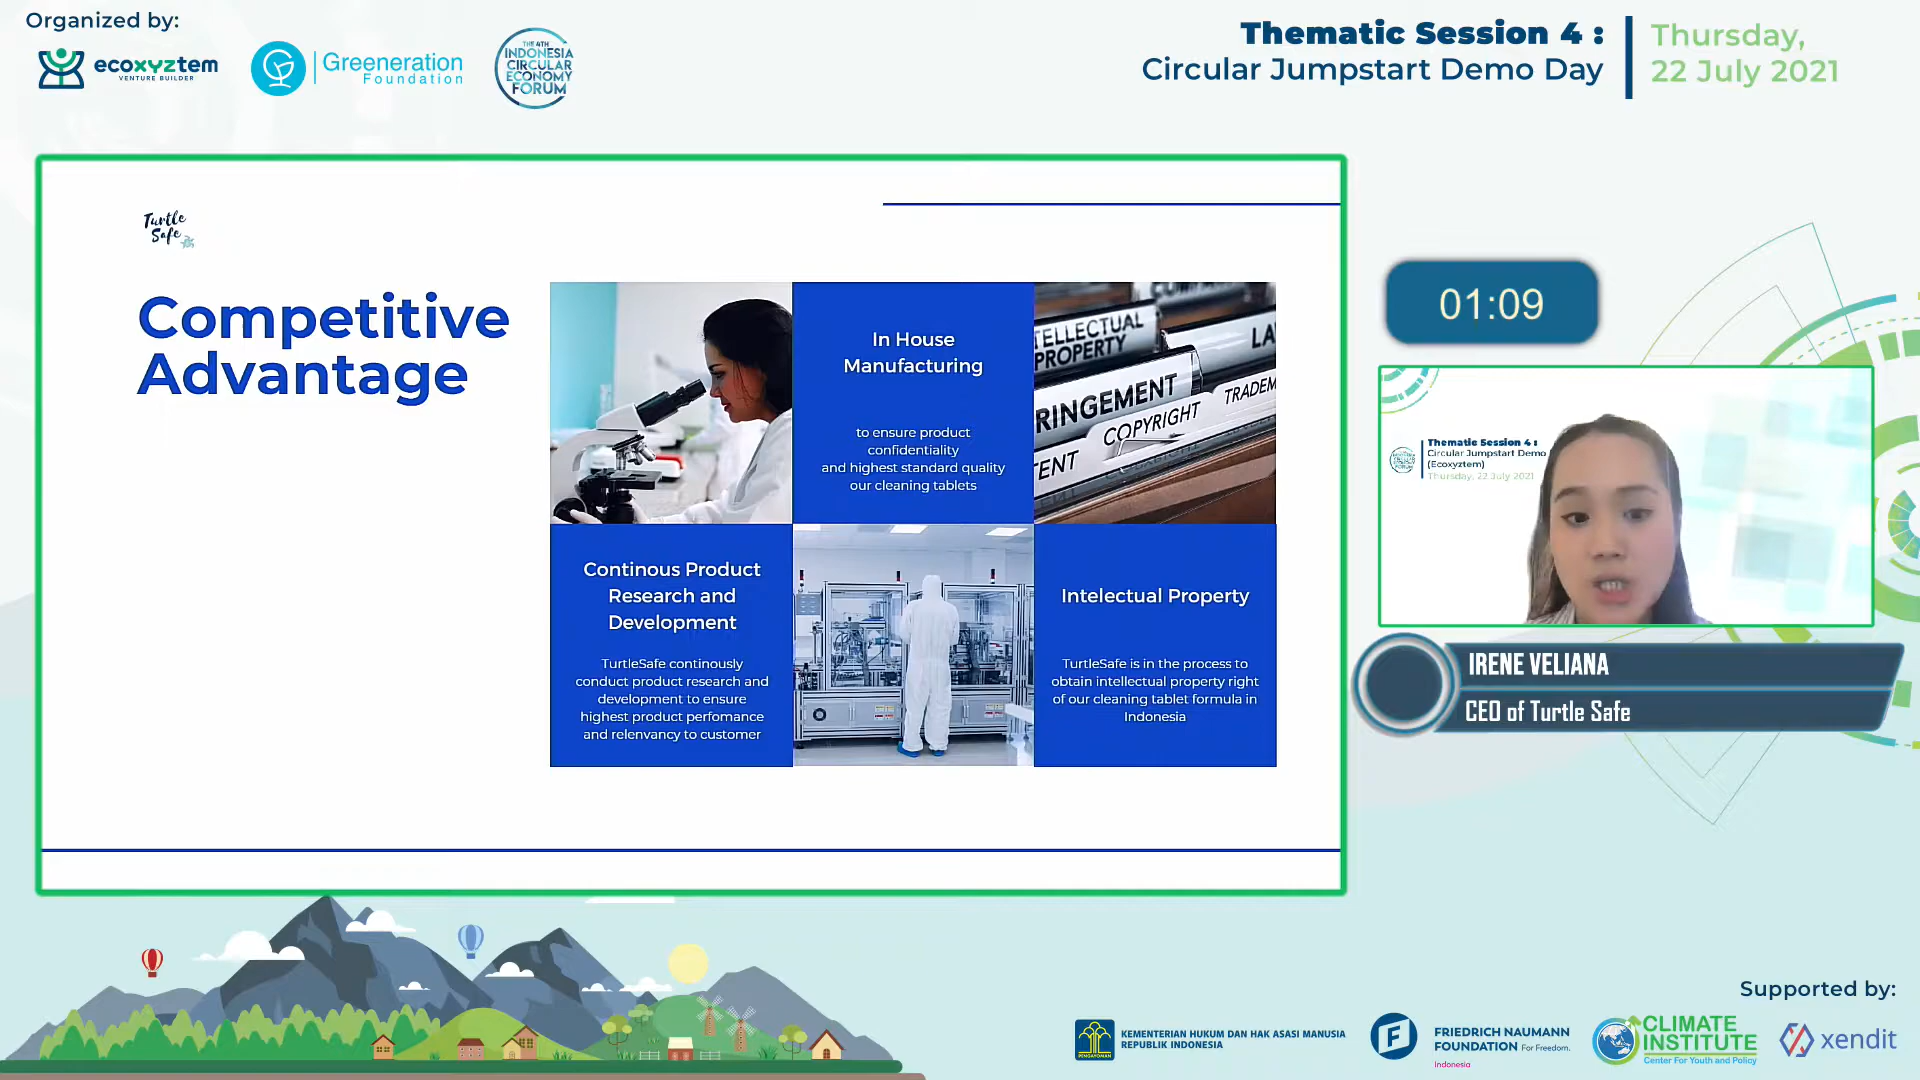 Organized by:
ecoxyztem
VENTURE BUILDER
Greeneration
Foundation
THE 4TH
INDONESIA
CIRCULAR
ECONOMY
FORUM
Thematic Session 4 :
Circular Jumpstart Demo Day
Thursday,
22 July 2021
Turtle
Safe
Competitive
Advantage
In House
Manufacturing
to ensure product
confidentiality
and highest standard quality
our cleaning tablets
TELLECTUAL
PROPERTY
LA
RINGEMENT
COPYRIGHT
TRADEM
TENT
Continous Product
Research and
Development
TurtleSafe continously
conduct product research and
development to ensure
highest product perfomance
and relenvancy to customer
Intelectual Property
TurtleSafe is in the process to
obtain intellectual property right
of our cleaning tablet formula in
Indonesia
01:09
Thematic Session 4 :
Circular Jumpstart Demo
(Ecoxyztem)
Thursday, 22 July 2021
IRENE VELIANA
CEO of Turtle Safe
Supported by:
PENGAYOMAN
KEMENTERIAN HUKUM DAN HAK ASASI MANUSIA
REPUBLIK INDONESIA
FRIEDRICH NAUMANN
FOUNDATION For Freedom.
Indonesia
CLIMATE
INSTITUTE
Center For Youth and Policy
xendit